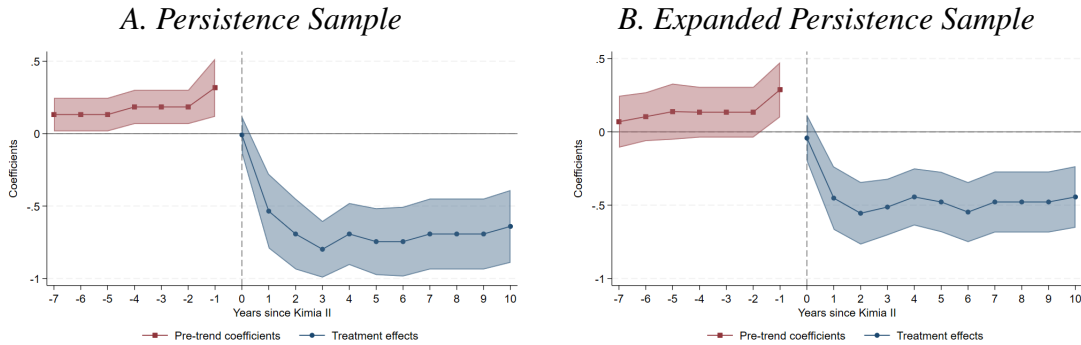 A. Persistence Sample
.5
0
-.5
-1
Coefficients
-7 -6 -5 -4 -3 -2 -1 0 1 2 3 4 5 6 7 8 9 10
Years since Kimia II
Pre-trend coefficients Treatment effects
B. Expanded Persistence Sample
.5
0
-.5
-1
Coefficients
-7 -6 -5 -4 -3 -2 -1 0 1 2 3 4 5 6 7 8 9 10
Years since Kimia II
Pre-trend coefficients Treatment effects